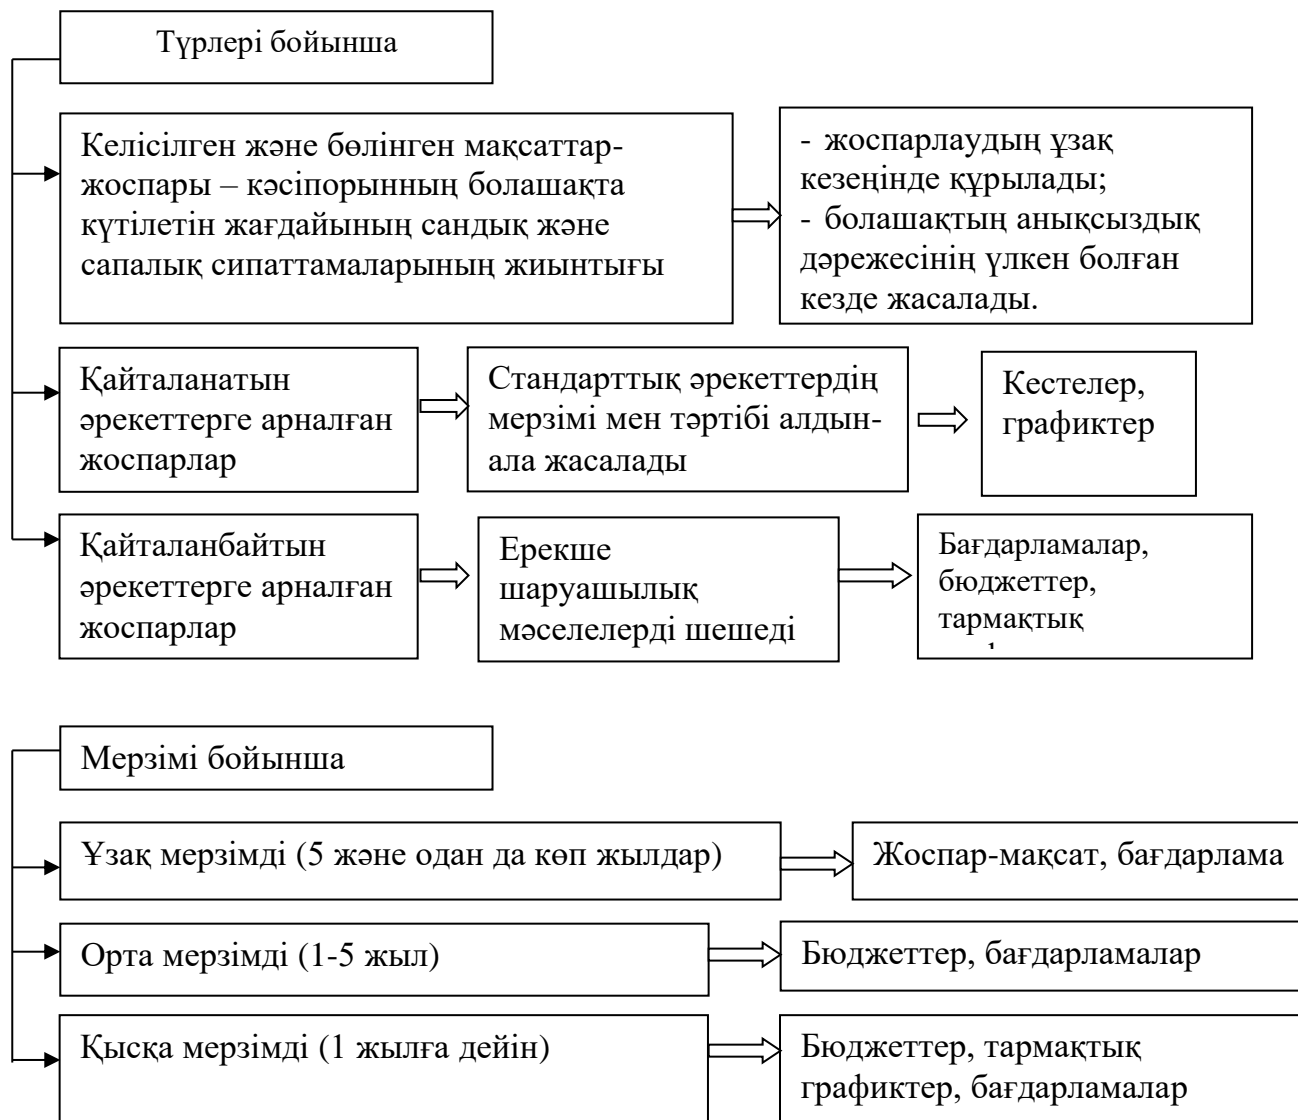 Түрлері бойынша
Келісілген және бөлінген мақсаттар-
жоспары – кәсіпорынның болашақта
күтілетін жағдайының сандық және
сапалық сипаттамаларының жиынтығы
- жоспарлаудың ұзақ
кезеңінде құрылады;
- болашақтың анықсыздық
дәрежесінің үлкен болған
кезде жасалады.
Қайталанатын
әрекеттерге арналған
жоспарлар
Стандарттық әрекеттердің
мерзімі мен тәртібі алдын-
ала жасалады
Кестелер,
графиктер
Қайталанбайтын
әрекеттерге арналған
жоспарлар
Ерекше
шаруашылық
мәселелерді шешеді
Бағдарламалар,
бюджеттер,
тармақтық
Мерзімі бойынша
Ұзақ мерзімді (5 және одан да көп жылдар)
Жоспар-мақсат, бағдарлама
Орта мерзімді (1-5 жыл)
Бюджеттер, бағдарламалар
Қысқа мерзімді (1 жылға дейін)
Бюджеттер, тармақтық
графиктер, бағдарламалар